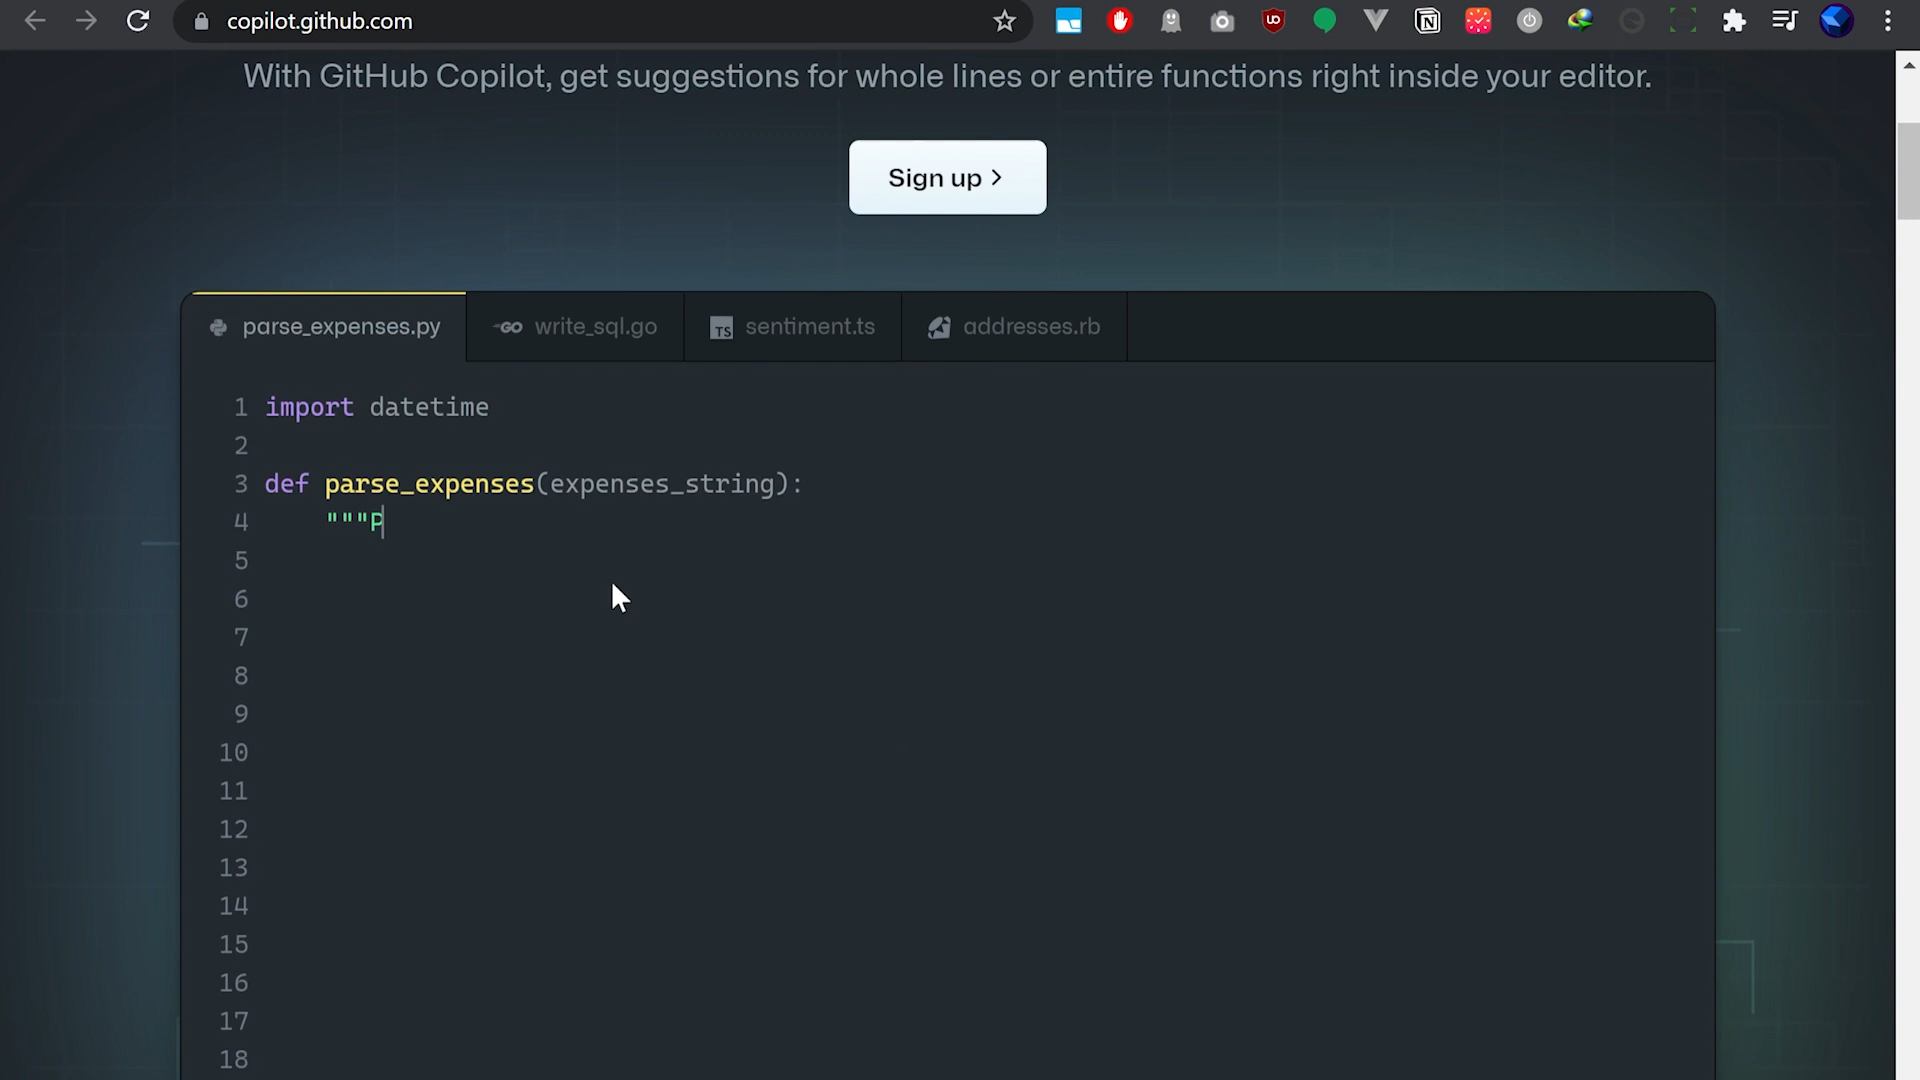 copilot.github.com
With GitHub Copilot, get suggestions for whole lines or entire functions right inside your editor.
Sign up >
parse_expenses.py
GO write_sql.go
TS sentiment.ts
addresses.rb
1 import datetime
2
3 def parse_expenses(expenses_string):
4 """P
5
6
7
8
9
10
11
12
13
14
15
16
17
18